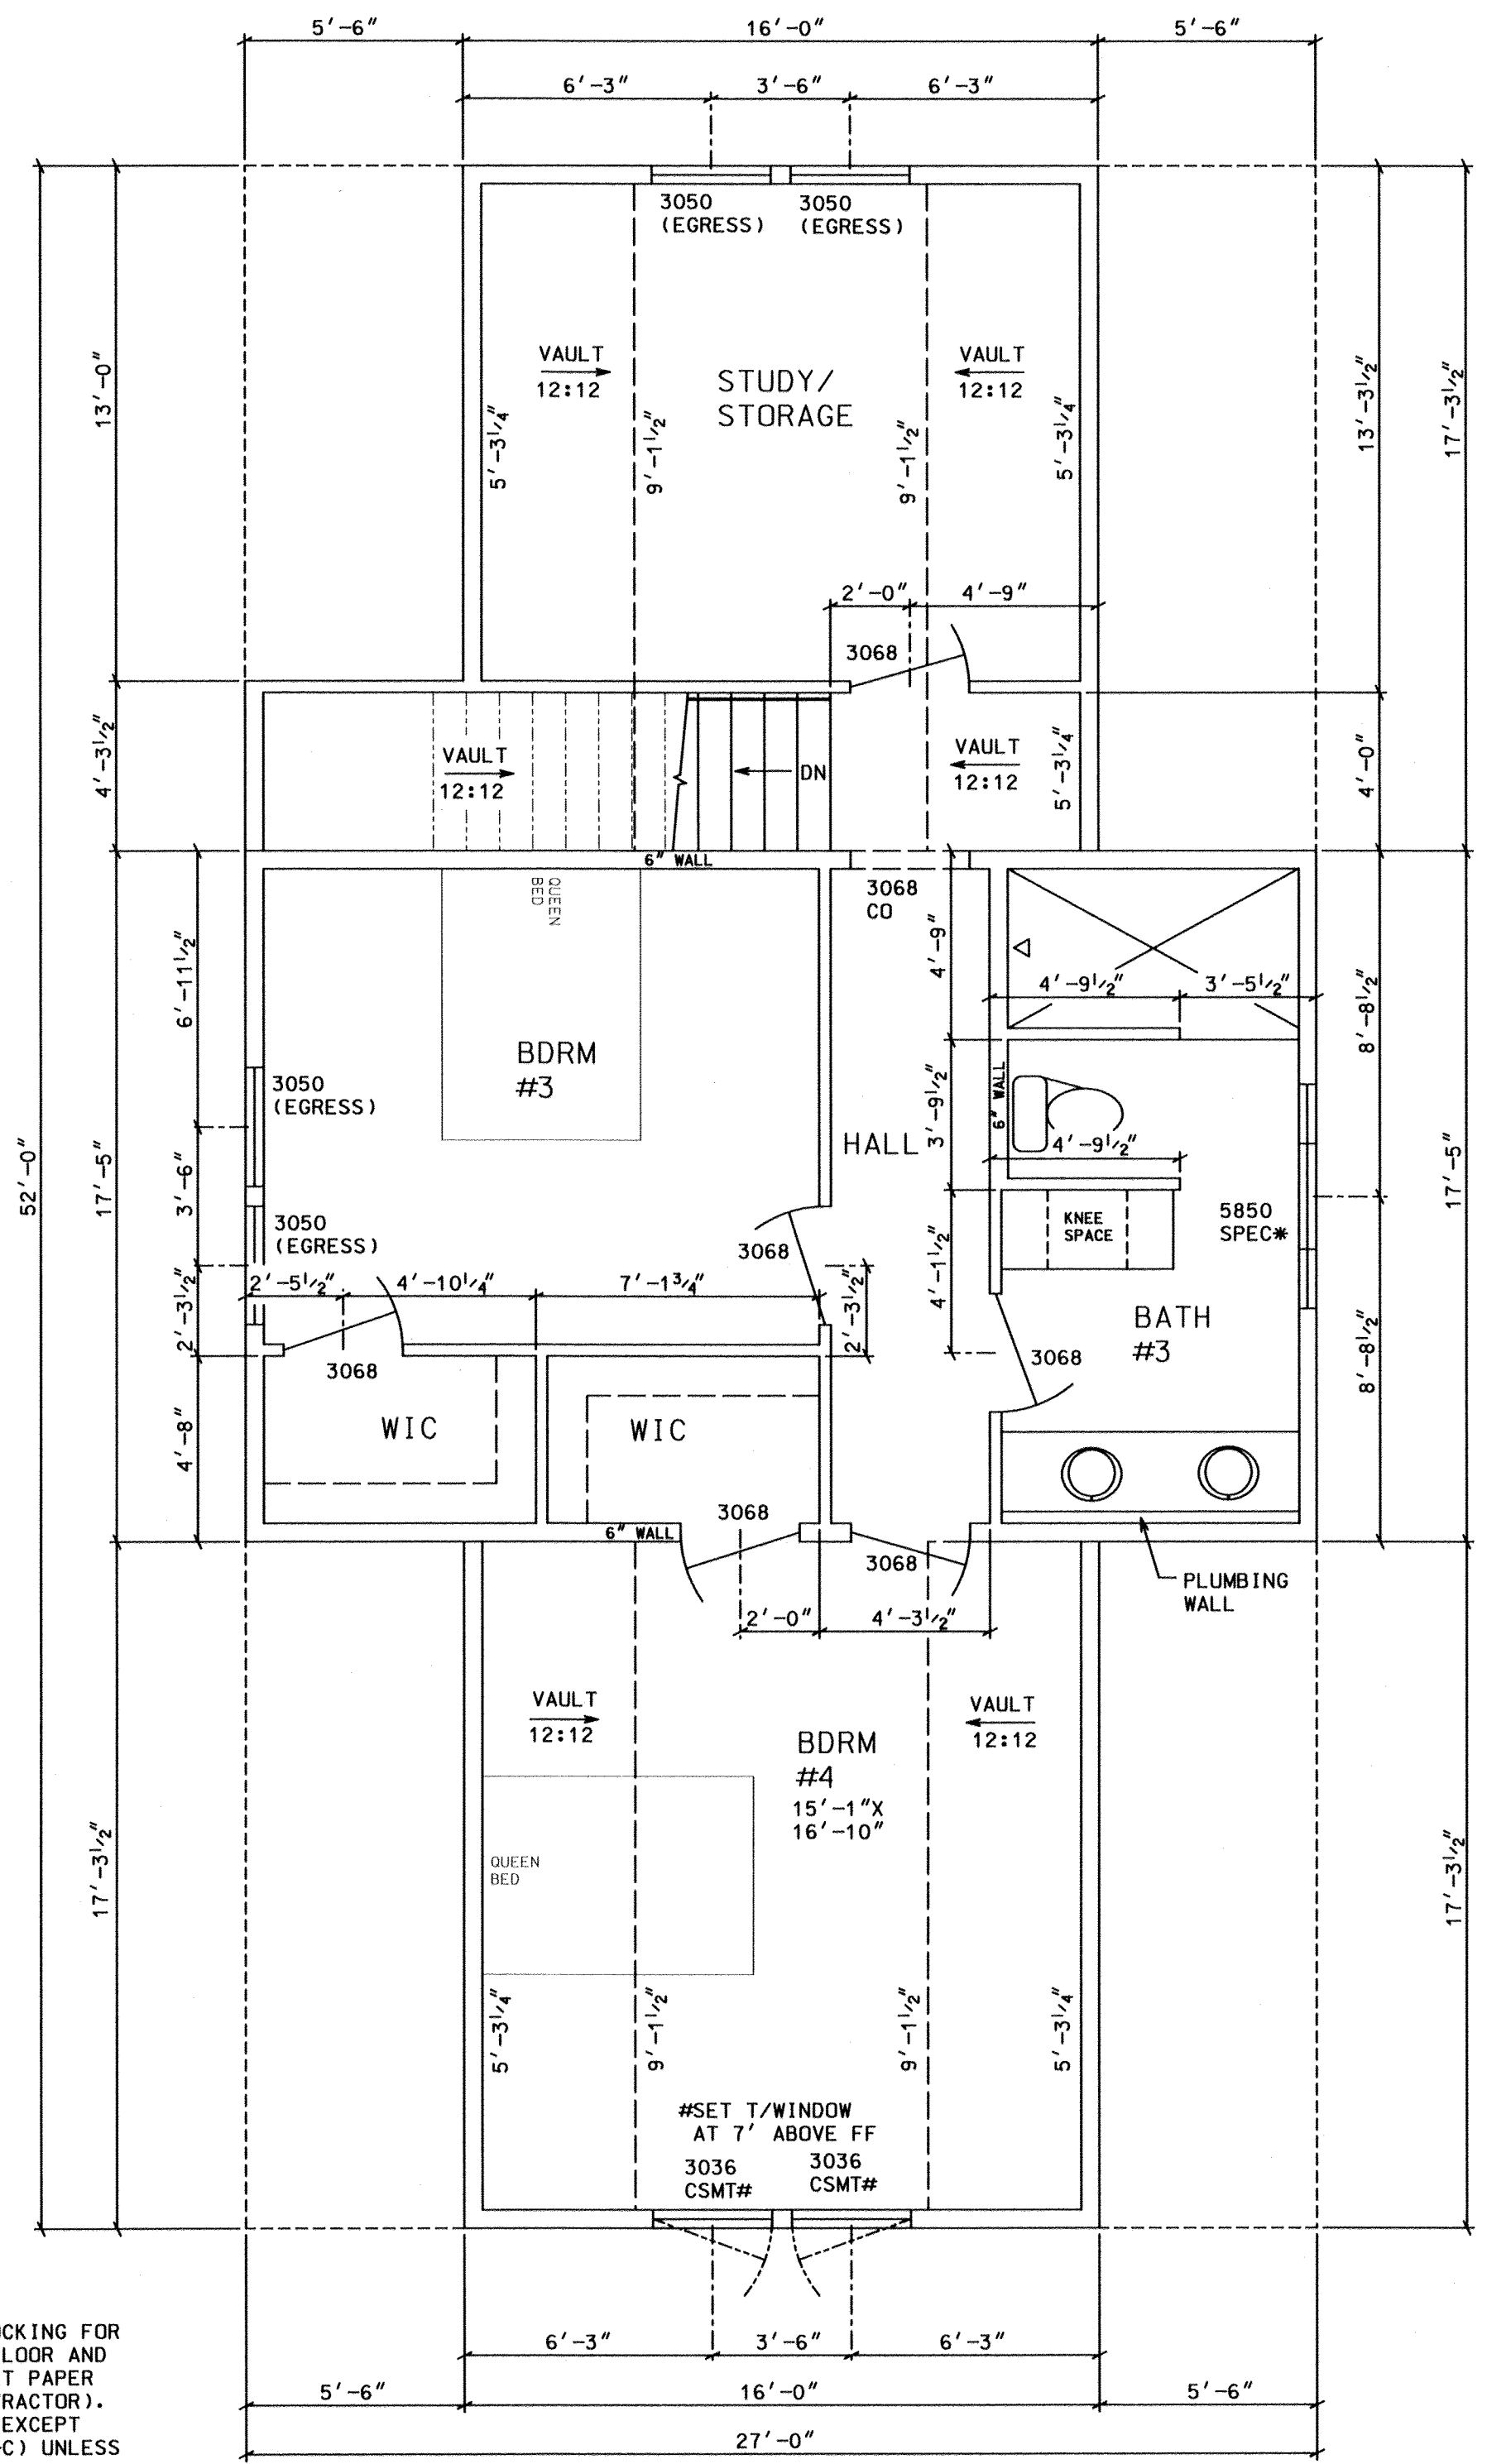 5'-6"
16'-0"
5'-6"
6'-3"
3'-6"
6'-3"
3050
(EGRESS)
3050
(EGRESS)
VAULT
12:12
STUDY/
STORAGE
VAULT
12:12
13'-0"
5'-3 1/4"
9'-1 1/2"
9'-1 1/2"
5'-3 1/4"
13'-3 1/2"
17'-3 1/2"
2'-0"
4'-9"
3068
4'-3 1/2"
VAULT
12:12
DN
VAULT
12:12
5'-3 1/4"
4'-0"
6" WALL
3068
CO
QUEEN
BED
6'-11 1/2"
4'-9"
4'-9 1/2"
3'-5 1/2"
8'-8 1/2"
BDRM
#3
3050
(EGRESS)
HALL
3'-9 1/2"
6" WALL
4'-9 1/2"
52'-0"
17'-5"
3'-6"
17'-5"
3050
(EGRESS)
3068
KNEE
SPACE
5850
SPEC*
2'-5 1/2"
4'-10 1/4"
7'-1 3/4"
2'-3 1/2"
2'-3 1/2"
4'-1 1/2"
BATH
#3
3068
3068
8'-8 1/2"
4'-8"
WIC
WIC
6" WALL
3068
3068
PLUMBING
WALL
2'-0"
4'-3 1/2"
VAULT
12:12
VAULT
12:12
BDRM
#4
15'-1"X
16'-10"
QUEEN
BED
17'-3 1/2"
17'-3 1/2"
5'-3 1/4"
9'-1 1/2"
9'-1 1/2"
5'-3 1/4"
#SET T/WINDOW
AT 7' ABOVE FF
3036
CSMT#
3036
CSMT#
6'-3"
3'-6"
6'-3"
5'-6"
16'-0"
5'-6"
27'-0"
CKING FOR
LOOR AND
T PAPER
RACTOR).
EXCEPT
C) UNLESS